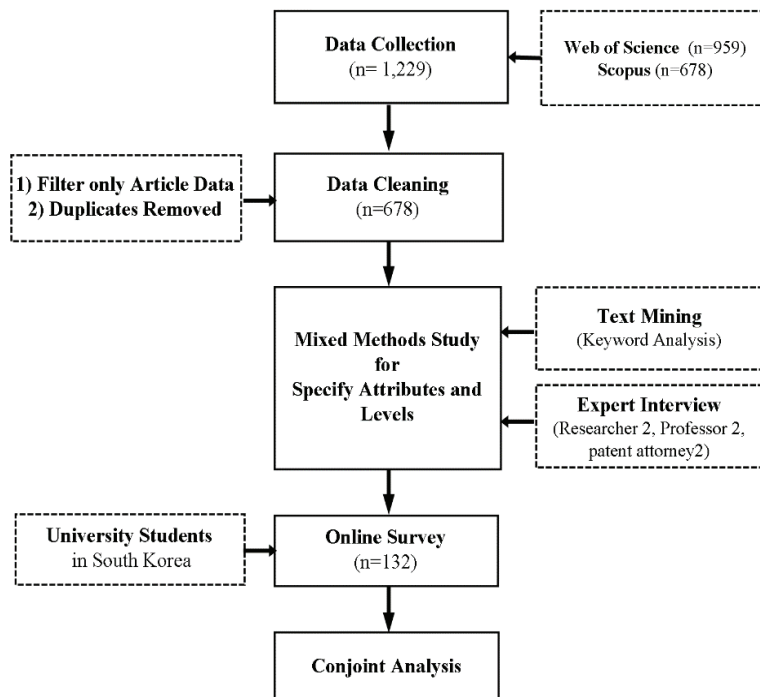 Data Collection
(n= 1,229)
Web of Science (n=959)
Scopus (n=678)
1) Filter only Article Data
2) Duplicates Removed
Data Cleaning
(n=678)
Mixed Methods Study
for
Specify Attributes and
Levels
Text Mining
(Keyword Analysis)
Expert Interview
(Researcher 2, Professor 2,
patent attorney2)
University Students
in South Korea
Online Survey
(n=132)
Conjoint Analysis